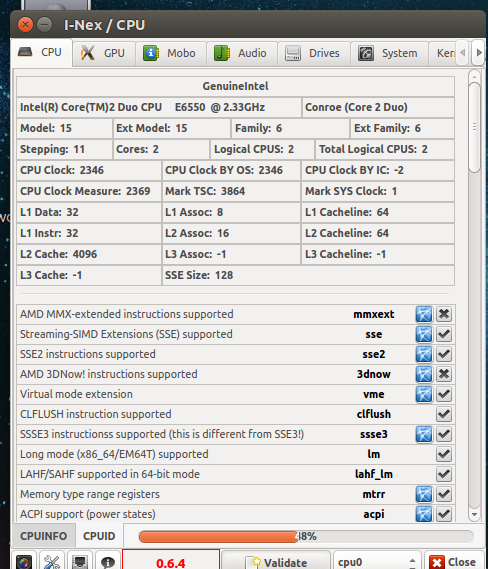 I-Nex / CPU
CPU GPU Mobo Audio Drives System Ker
GenuineIntel
Intel(R) Core(TM)2 Duo CPU E6550 @ 2.33GHz Conroe (Core 2 Duo)
Model: 15 Ext Model: 15 Family: 6 Ext Family: 6
Stepping: 11 Cores: 2 Logical CPUS: 2 Total Logical CPUS: 2
CPU Clock: 2346 CPU Clock BY OS: 2346 CPU Clock BY IC: -2
CPU Clock Measure: 2369 Mark TSC: 3864 Mark SYS Clock: 1
L1 Data: 32 L1 Assoc: 8 L1 Cacheline: 64
L1 Instr: 32 L2 Assoc: 16 L2 Cacheline: 64
L2 Cache: 4096 L3 Assoc: -1 L3 Cacheline: -1
L3 Cache: -1 SSE Size: 128
AMD MMX-extended instructions supported mmxext
Streaming-SIMD Extensions (SSE) supported sse
SSE2 instructions supported sse2
AMD 3DNow! instructions supported 3dnow
Virtual mode extension vme
CLFLUSH instruction supported clflush
SSSE3 instructionss supported (this is different from SSE3!) ssse3
Long mode (x86_64/EM64T) supported lm
LAHF/SAHF supported in 64-bit mode lahf_lm
Memory type range registers mtrr
ACPI support (power states) acpi
CPUINFO CPUID 48%
0.6.4 Validate cpu0 Close